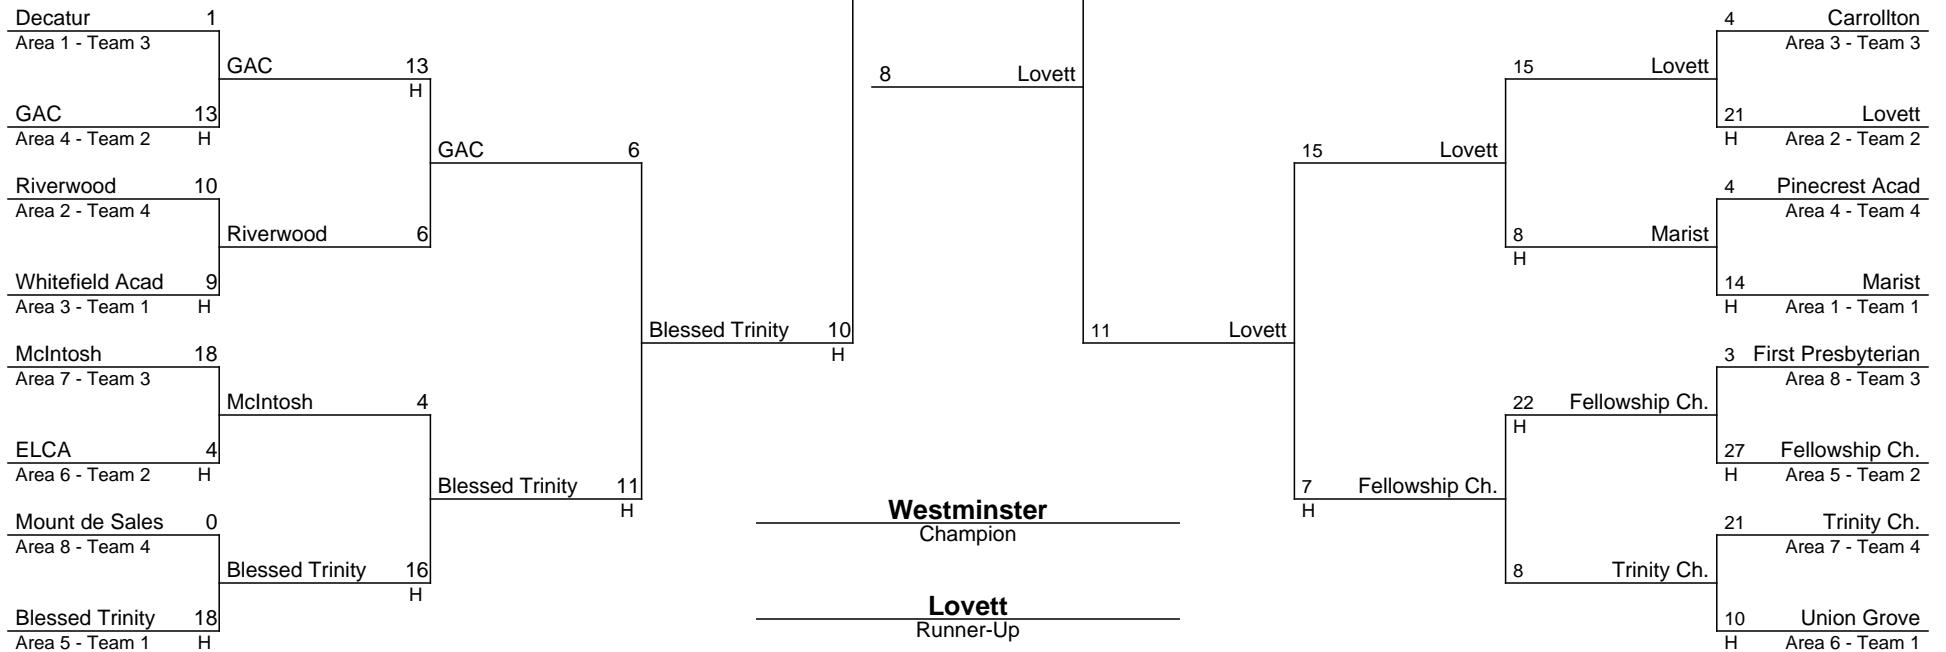 Decatur 1
Area 1 - Team 3
GAC 13
H
GAC 13
Area 4 - Team 2 H
GAC 6
Riverwood 10
Area 2 - Team 4
Riverwood 6
Whitefield Acad 9
Area 3 - Team 1 H
Blessed Trinity 10
H
McIntosh 18
Area 7 - Team 3
McIntosh 4
ELCA 4
Area 6 - Team 2 H
Blessed Trinity 11
H
Mount de Sales 0
Area 8 - Team 4
Blessed Trinity 16
H
Blessed Trinity 18
Area 5 - Team 1 H
8 Lovett
11 Lovett
Westminster
Champion
Lovett
Runner-Up
4 Carrollton
Area 3 - Team 3
15 Lovett
21 Lovett
H Area 2 - Team 2
15 Lovett
4 Pinecrest Acad
Area 4 - Team 4
8 Marist
H
14 Marist
H Area 1 - Team 1
3 First Presbyterian
Area 8 - Team 3
22 Fellowship Ch.
H
27 Fellowship Ch.
H Area 5 - Team 2
7 Fellowship Ch.
H
21 Trinity Ch.
Area 7 - Team 4
8 Trinity Ch.
10 Union Grove
H Area 6 - Team 1